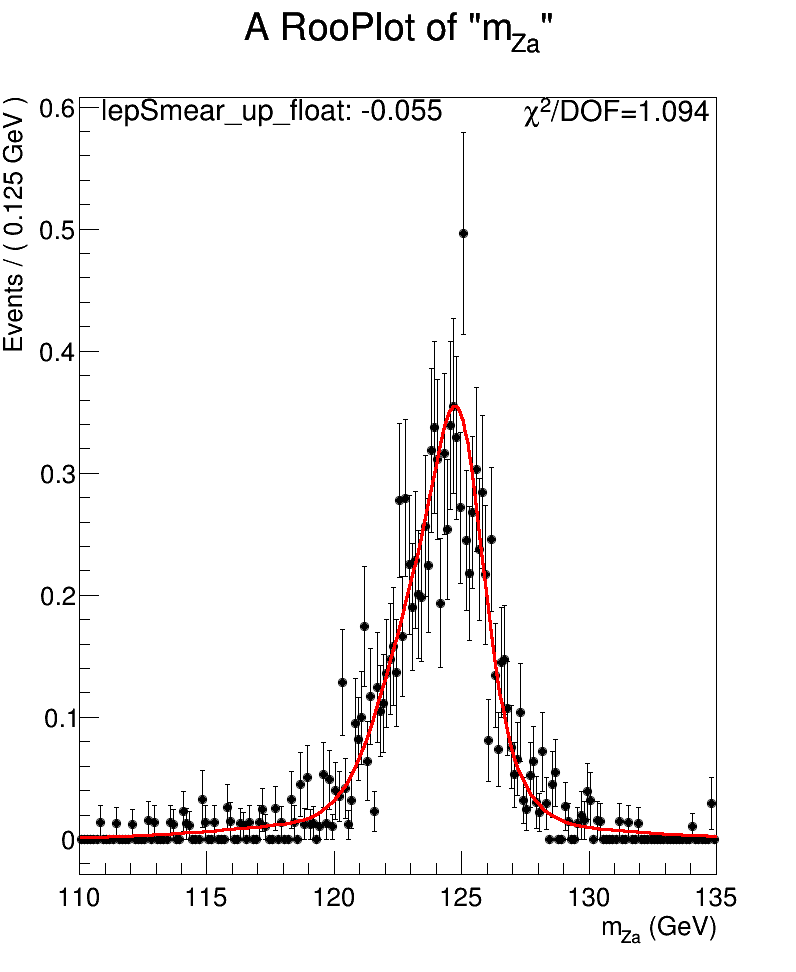 A RooPlot of "m_Za"
lepSmear_up_float: -0.055
χ²/DOF=1.094
Events / ( 0.125 GeV )
0.6
0.5
0.4
0.3
0.2
0.1
0
110 115 120 125 130 135
m_Za (GeV)